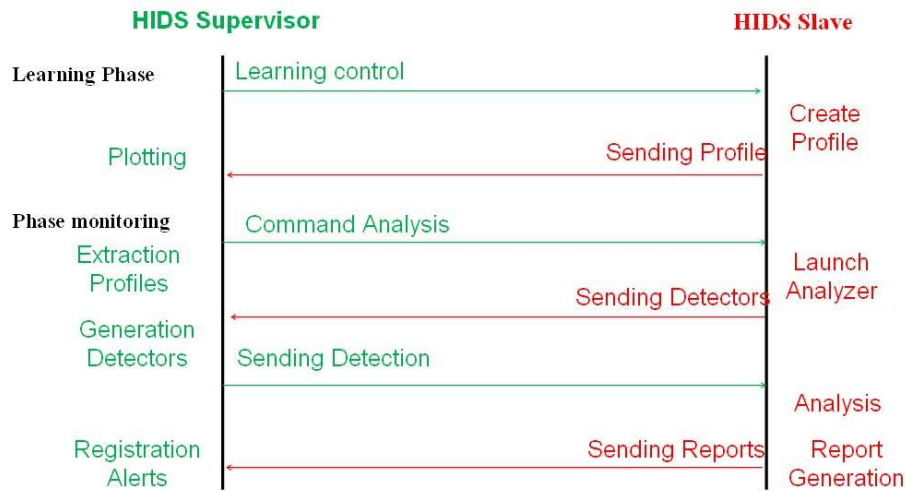 HIDS Supervisor
HIDS Slave
Learning Phase
Learning control
Create
Profile
Plotting
Sending Profile
Phase monitoring
Command Analysis
Extraction
Profiles
Launch
Analyzer
Sending Detectors
Generation
Detectors
Sending Detection
Analysis
Registration
Alerts
Sending Reports
Report
Generation